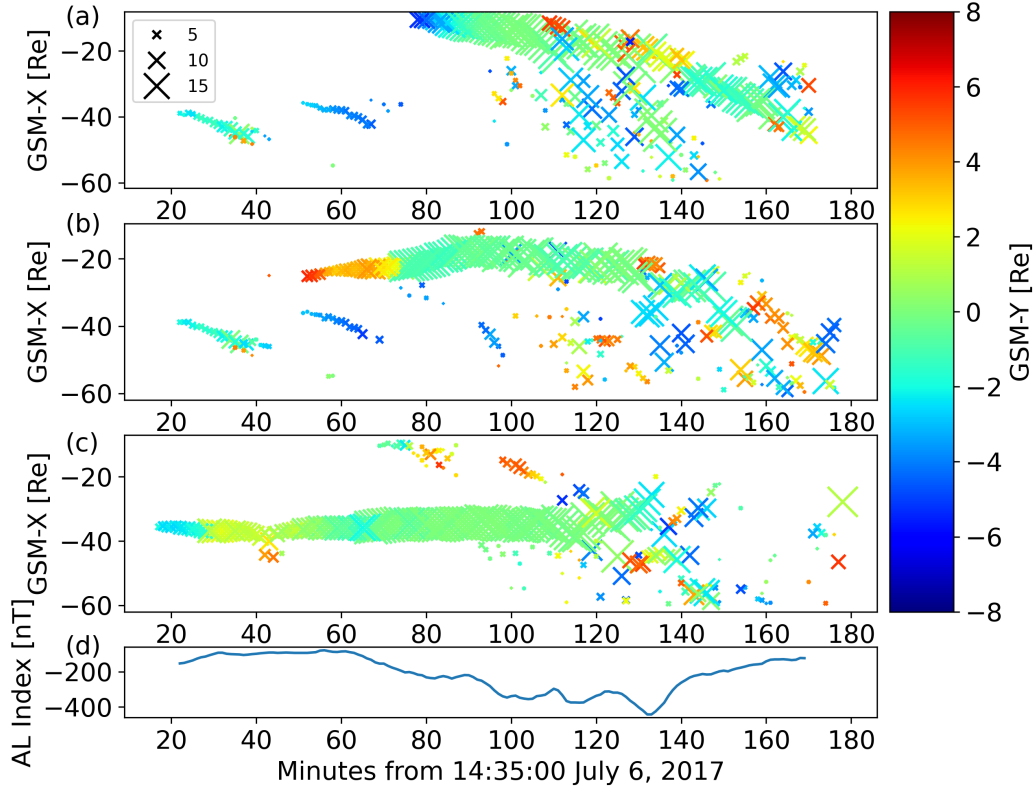 (a)
GSM-X [Re]
−20
−40
−60
5
10
15
20 40 60 80 100 120 140 160 180
(b)
GSM-X [Re]
−20
−40
−60
20 40 60 80 100 120 140 160 180
(c)
GSM-X [Re]
−20
−40
−60
20 40 60 80 100 120 140 160 180
(d)
AL Index [nT]
−200
−400
20 40 60 80 100 120 140 160 180
Minutes from 14:35:00 July 6, 2017
8
6
4
2
0
−2
−4
−6
−8
GSM-Y [Re]